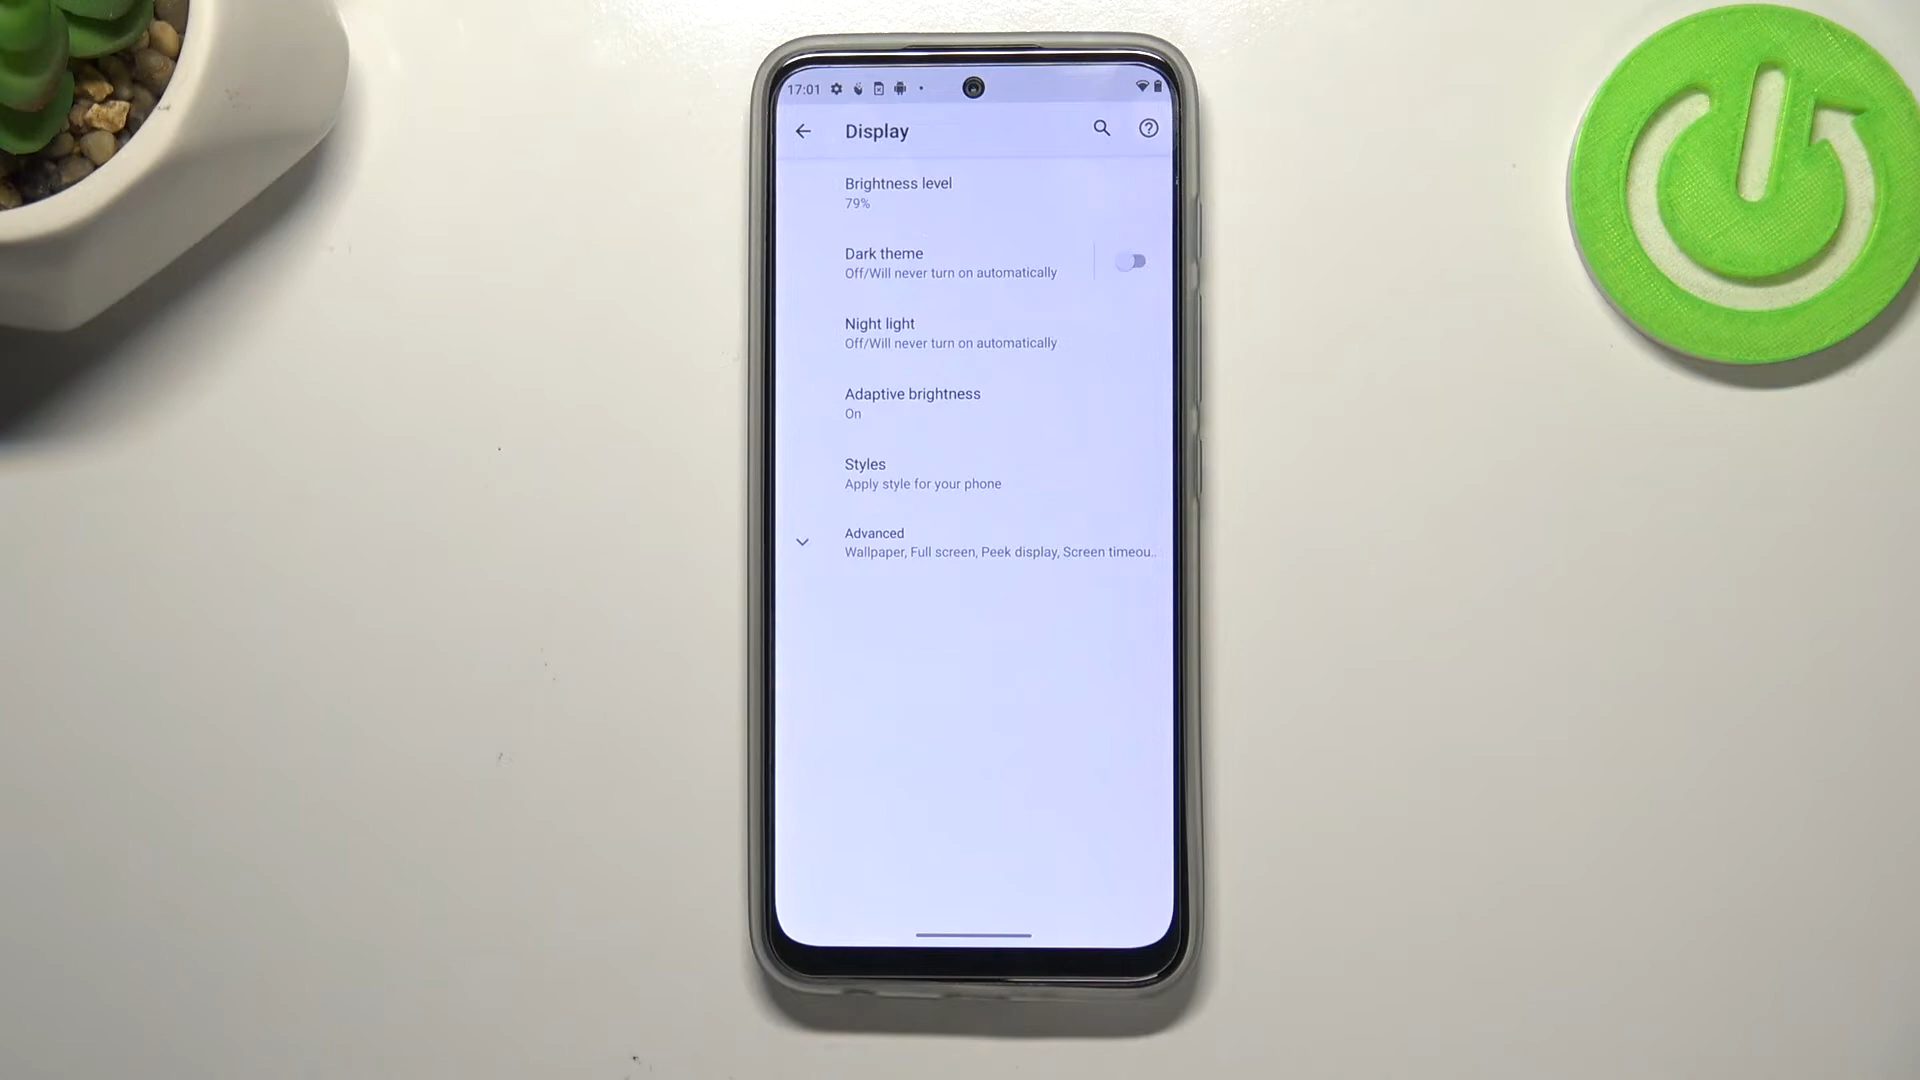 17:01
Display
Brightness level
79%
Dark theme
Off/Will never turn on automatically
Night light
Off/Will never turn on automatically
Adaptive brightness
On
Styles
Apply style for your phone
Advanced
Wallpaper, Full screen, Peek display, Screen timeou..